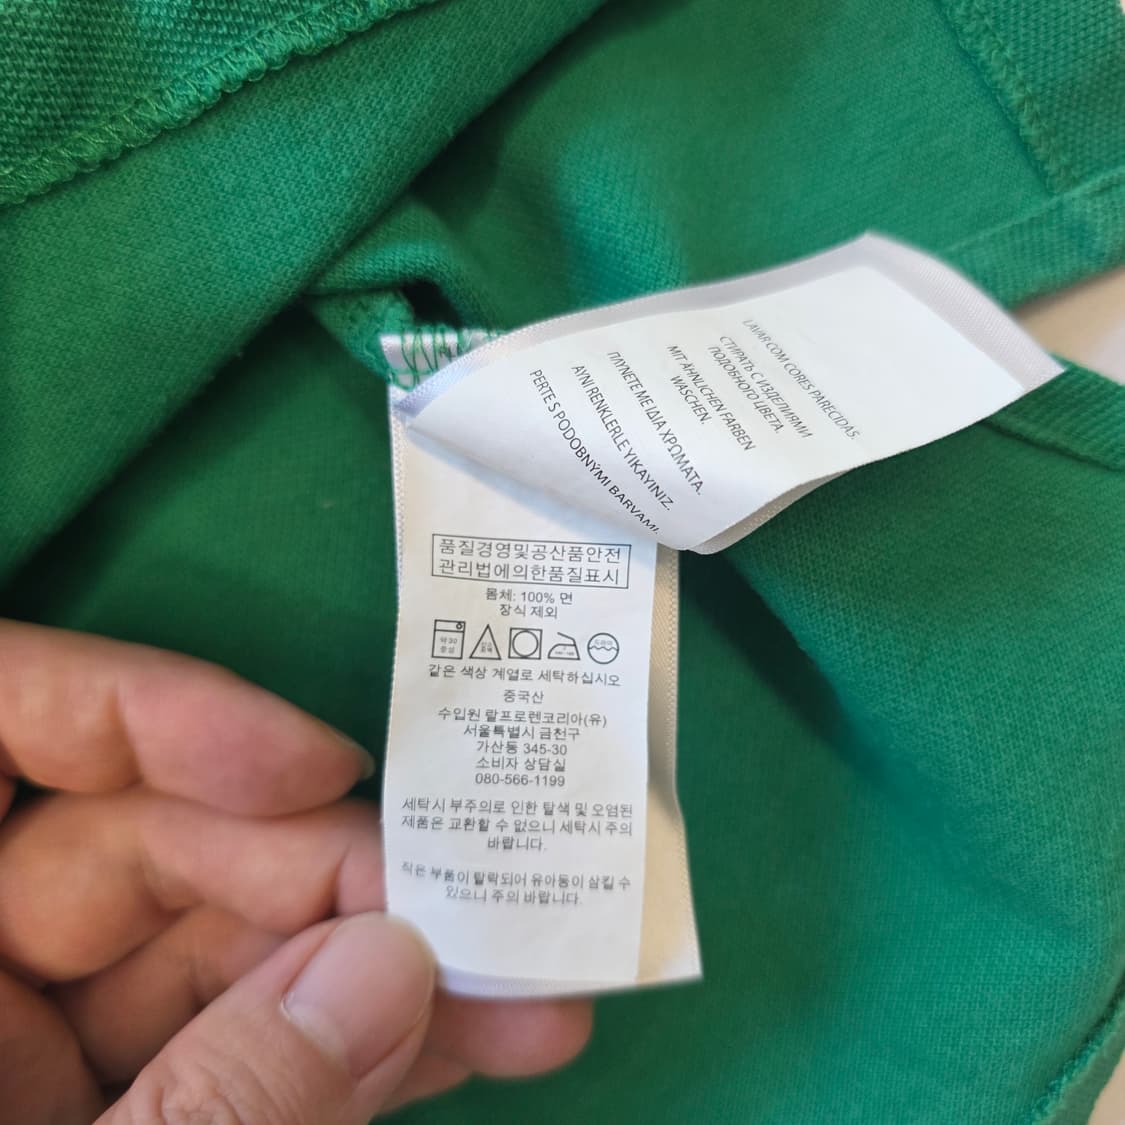 LAVAR COM CORES PARECIDAS.
СТИРАТЬ С ИЗДЕЛИЯМИ
ПОДОБНОГО ЦВЕТА.
MIT ÄHNLICHEN FARBEN
WASCHEN.
ΠΛΥΝΕΤΕ ΜΕ ΙΔΙΑ ΧΡΩΜΑΤΑ.
AYNI RENKLERLE YIKAYINIZ.
PERTE S PODOBNÝMI BARVAMI.
품질경영및공산품안전
관리법에의한품질표시
몸체: 100% 면
장식 제외
약 30
중성
드라이
같은 색상 계열로 세탁하십시오
중국산
수입원 랄프로렌코리아(유)
서울특별시 금천구
가산동 345-30
소비자 상담실
080-566-1199
세탁시 부주의로 인한 탈색 및 오염된
제품은 교환할 수 없으니 세탁시 주의
바랍니다.
작은 부품이 탈락되어 유아동이 삼킬 수
있으니 주의 바랍니다.